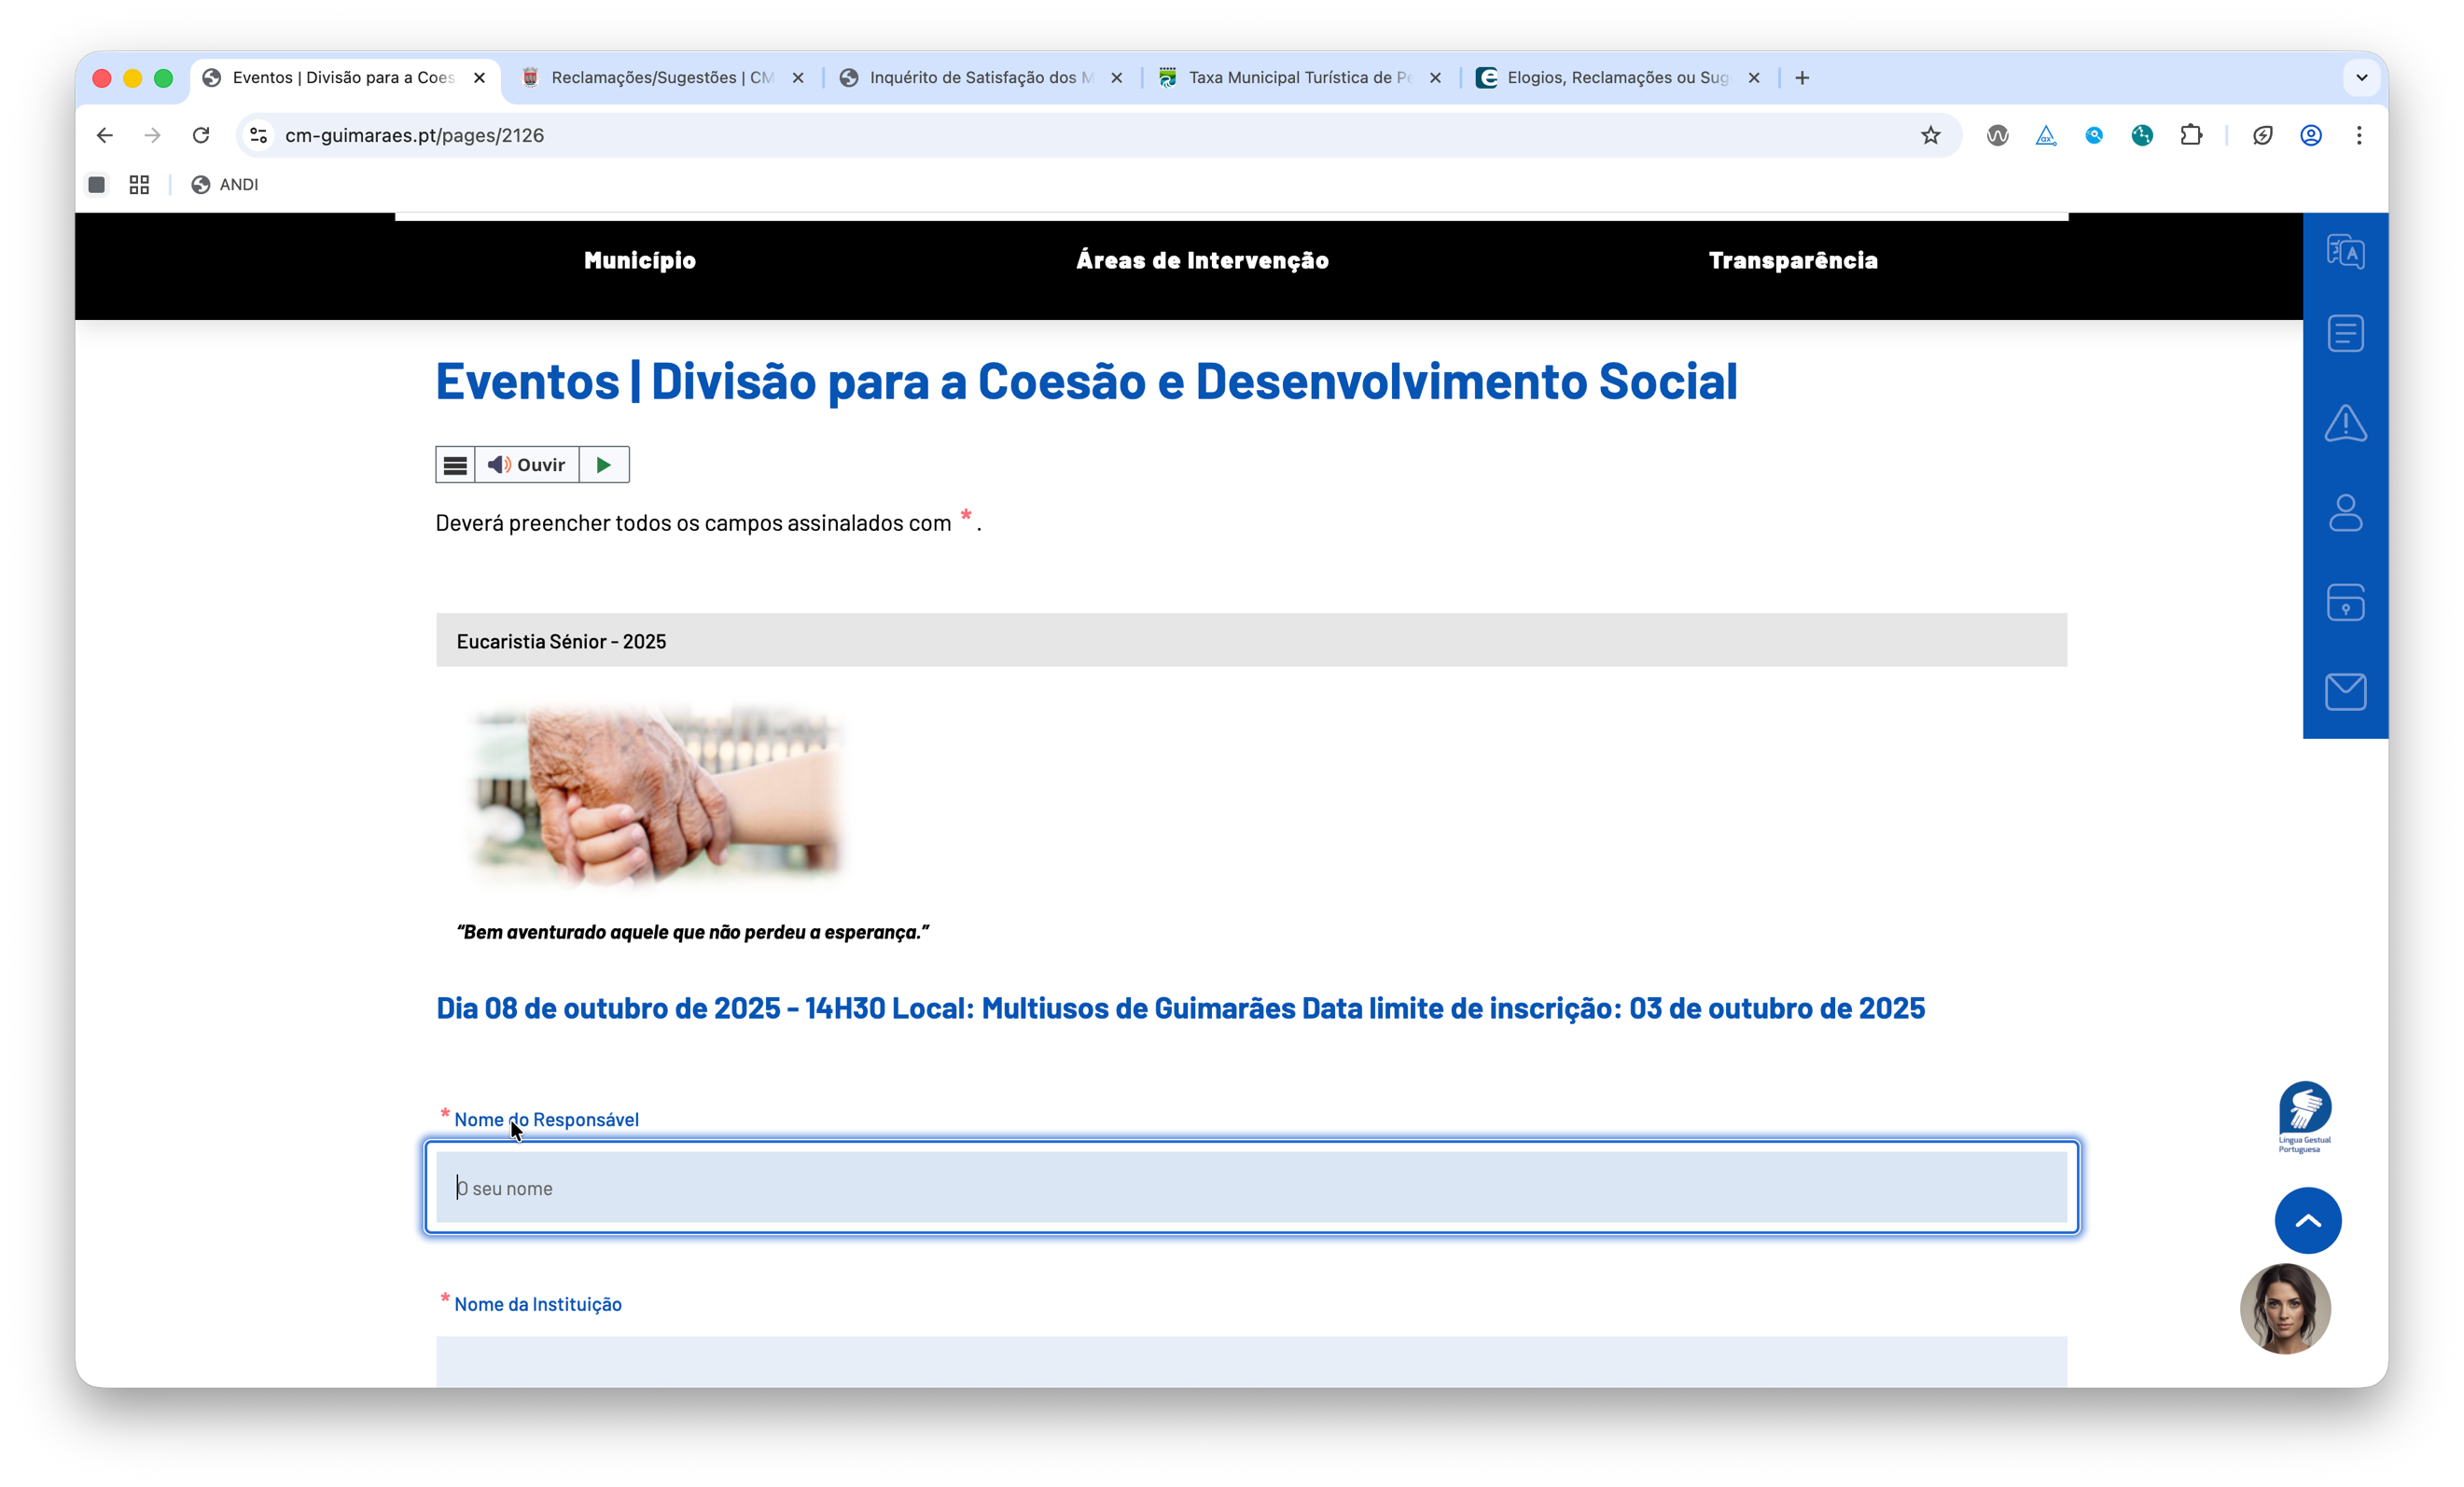 Eventos | Divisão para a Coes
Reclamações/Sugestões | CM
Inquérito de Satisfação dos M
Taxa Municipal Turística de Pe
Elogios, Reclamações ou Sug
cm-guimaraes.pt/pages/2126
ANDI
Município
Áreas de Intervenção
Transparência
Eventos | Divisão para a Coesão e Desenvolvimento Social
Ouvir
Deverá preencher todos os campos assinalados com * .
Eucaristia Sénior - 2025
“Bem aventurado aquele que não perdeu a esperança.”
Dia 08 de outubro de 2025 - 14H30 Local: Multiusos de Guimarães Data limite de inscrição: 03 de outubro de 2025
* Nome do Responsável
O seu nome
Língua Gestual
Portuguesa
* Nome da Instituição